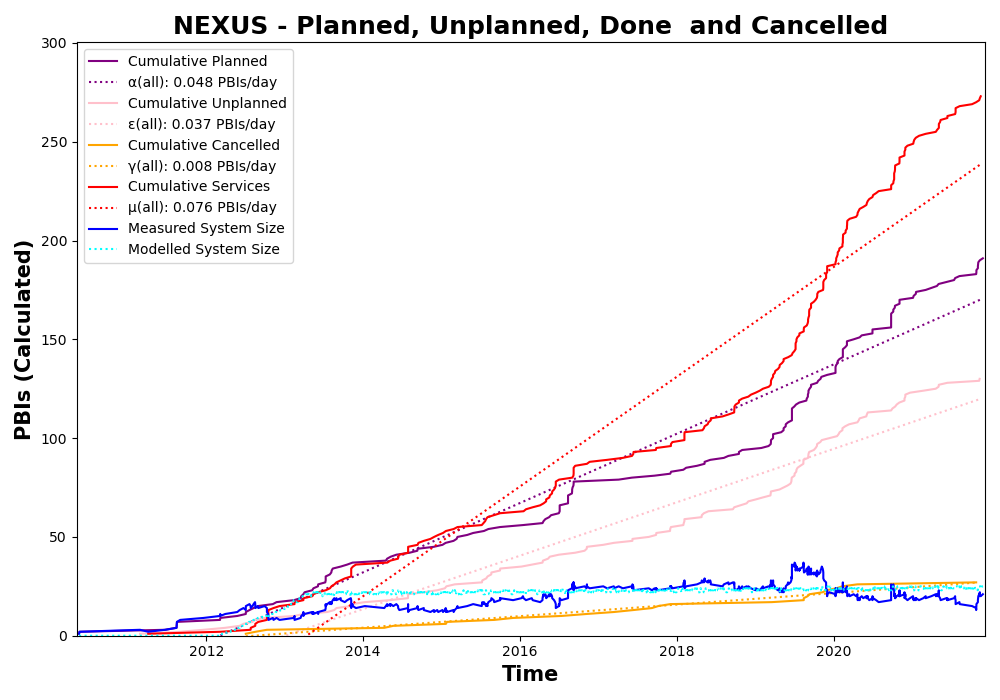 NEXUS - Planned, Unplanned, Done  and Cancelled
PBIs (Calculated)
300
250
200
150
100
50
0
Cumulative Planned
α(all): 0.048 PBIs/day
Cumulative Unplanned
ε(all): 0.037 PBIs/day
Cumulative Cancelled
γ(all): 0.008 PBIs/day
Cumulative Services
μ(all): 0.076 PBIs/day
Measured System Size
Modelled System Size
2012 2014 2016 2018 2020
Time